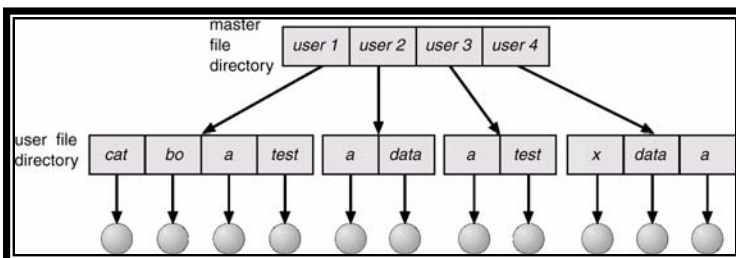 master
file
directory
user 1 user 2 user 3 user 4
user file
directory
cat bo a test a data a test x data a